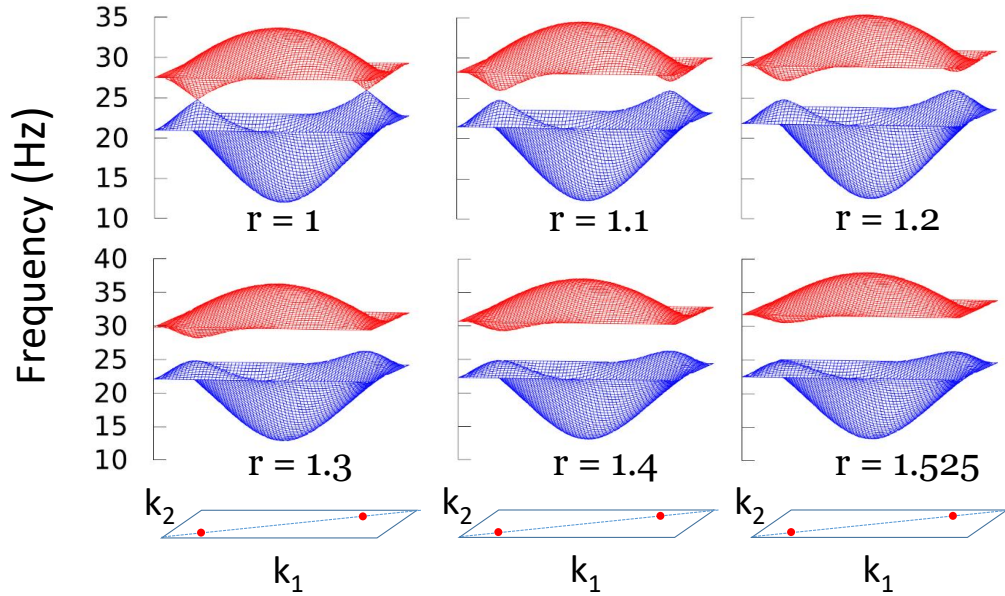 Frequency (Hz)
35
30
25
20
15
10
r = 1
r = 1.1
r = 1.2
40
35
30
25
20
15
10
r = 1.3
r = 1.4
r = 1.525
k2
k2
k2
k1
k1
k1